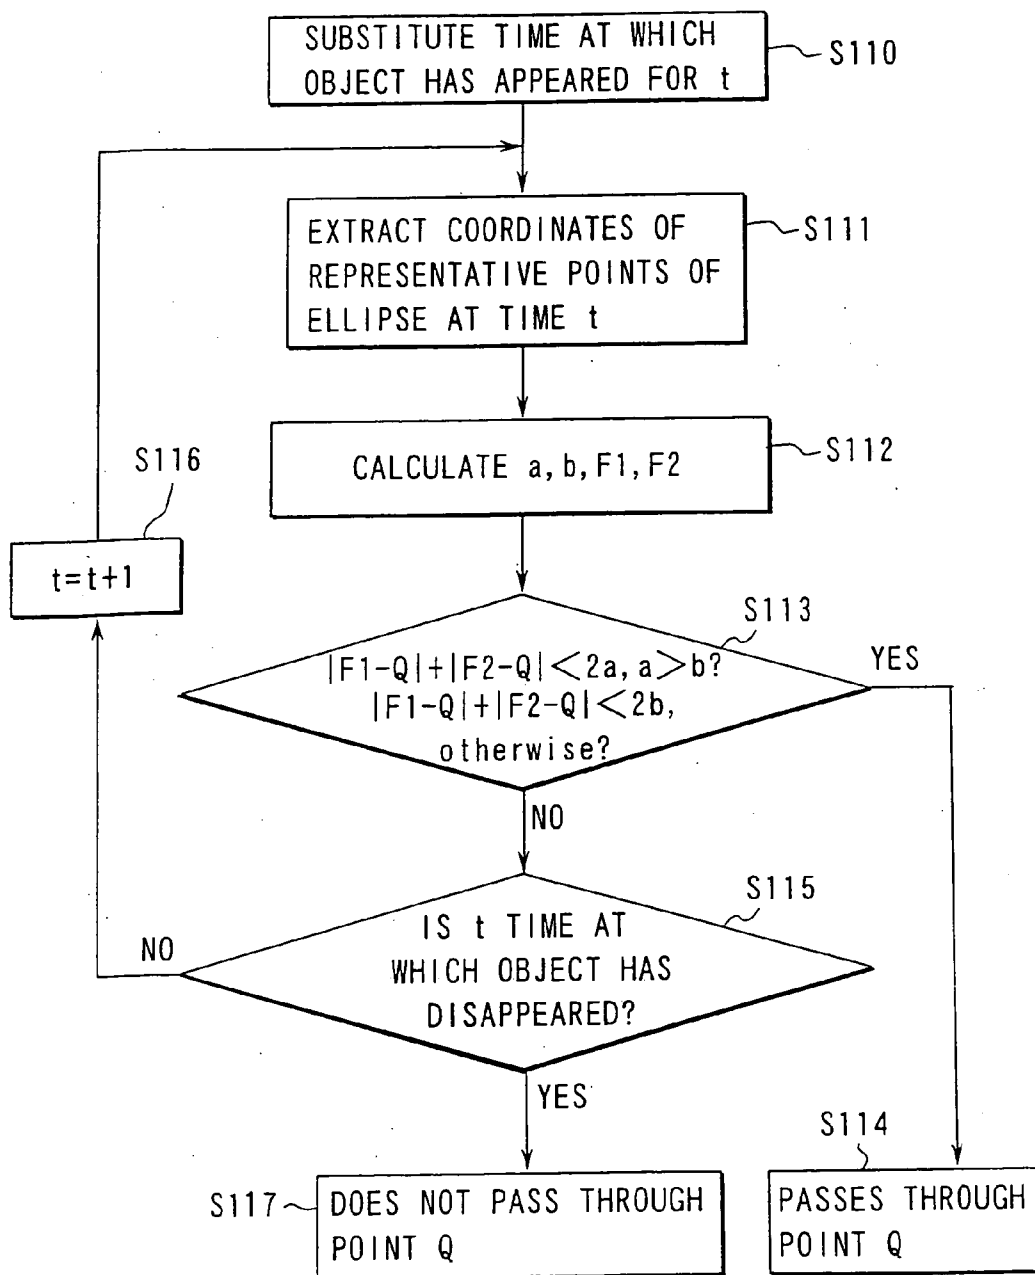 SUBSTITUTE TIME AT WHICH
OBJECT HAS APPEARED FOR t
S110
EXTRACT COORDINATES OF
REPRESENTATIVE POINTS OF
ELLIPSE AT TIME t
S111
CALCULATE a,b,F1,F2
S112
S116
t=t+1
S113
|F1-Q|+|F2-Q|<2a,a>b?
|F1-Q|+|F2-Q|<2b,
otherwise?
YES
NO
S115
IS t TIME AT
WHICH OBJECT HAS
DISAPPEARED?
NO
YES
S114
S117
DOES NOT PASS THROUGH
POINT Q
PASSES THROUGH
POINT Q